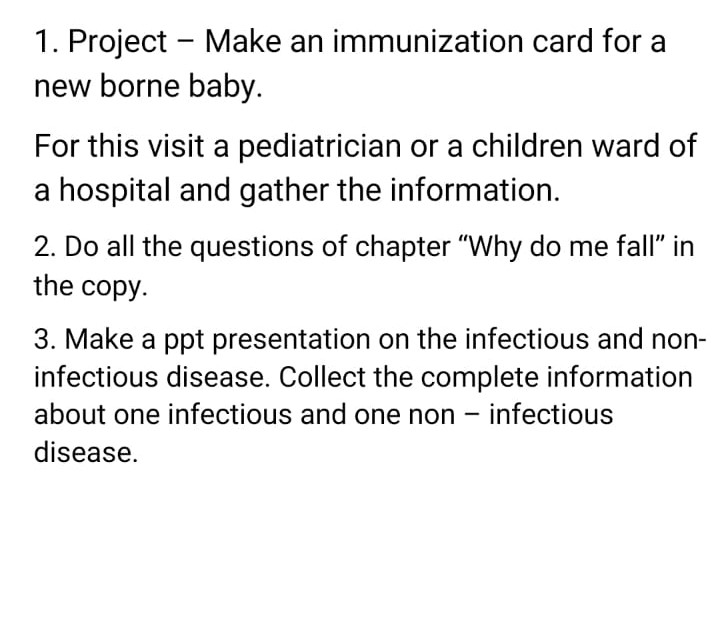 1. Project – Make an immunization card for a
new borne baby.
For this visit a pediatrician or a children ward of
a hospital and gather the information.
2. Do all the questions of chapter “Why do me fall” in
the copy.
3. Make a ppt presentation on the infectious and non-
infectious disease. Collect the complete information
about one infectious and one non – infectious
disease.